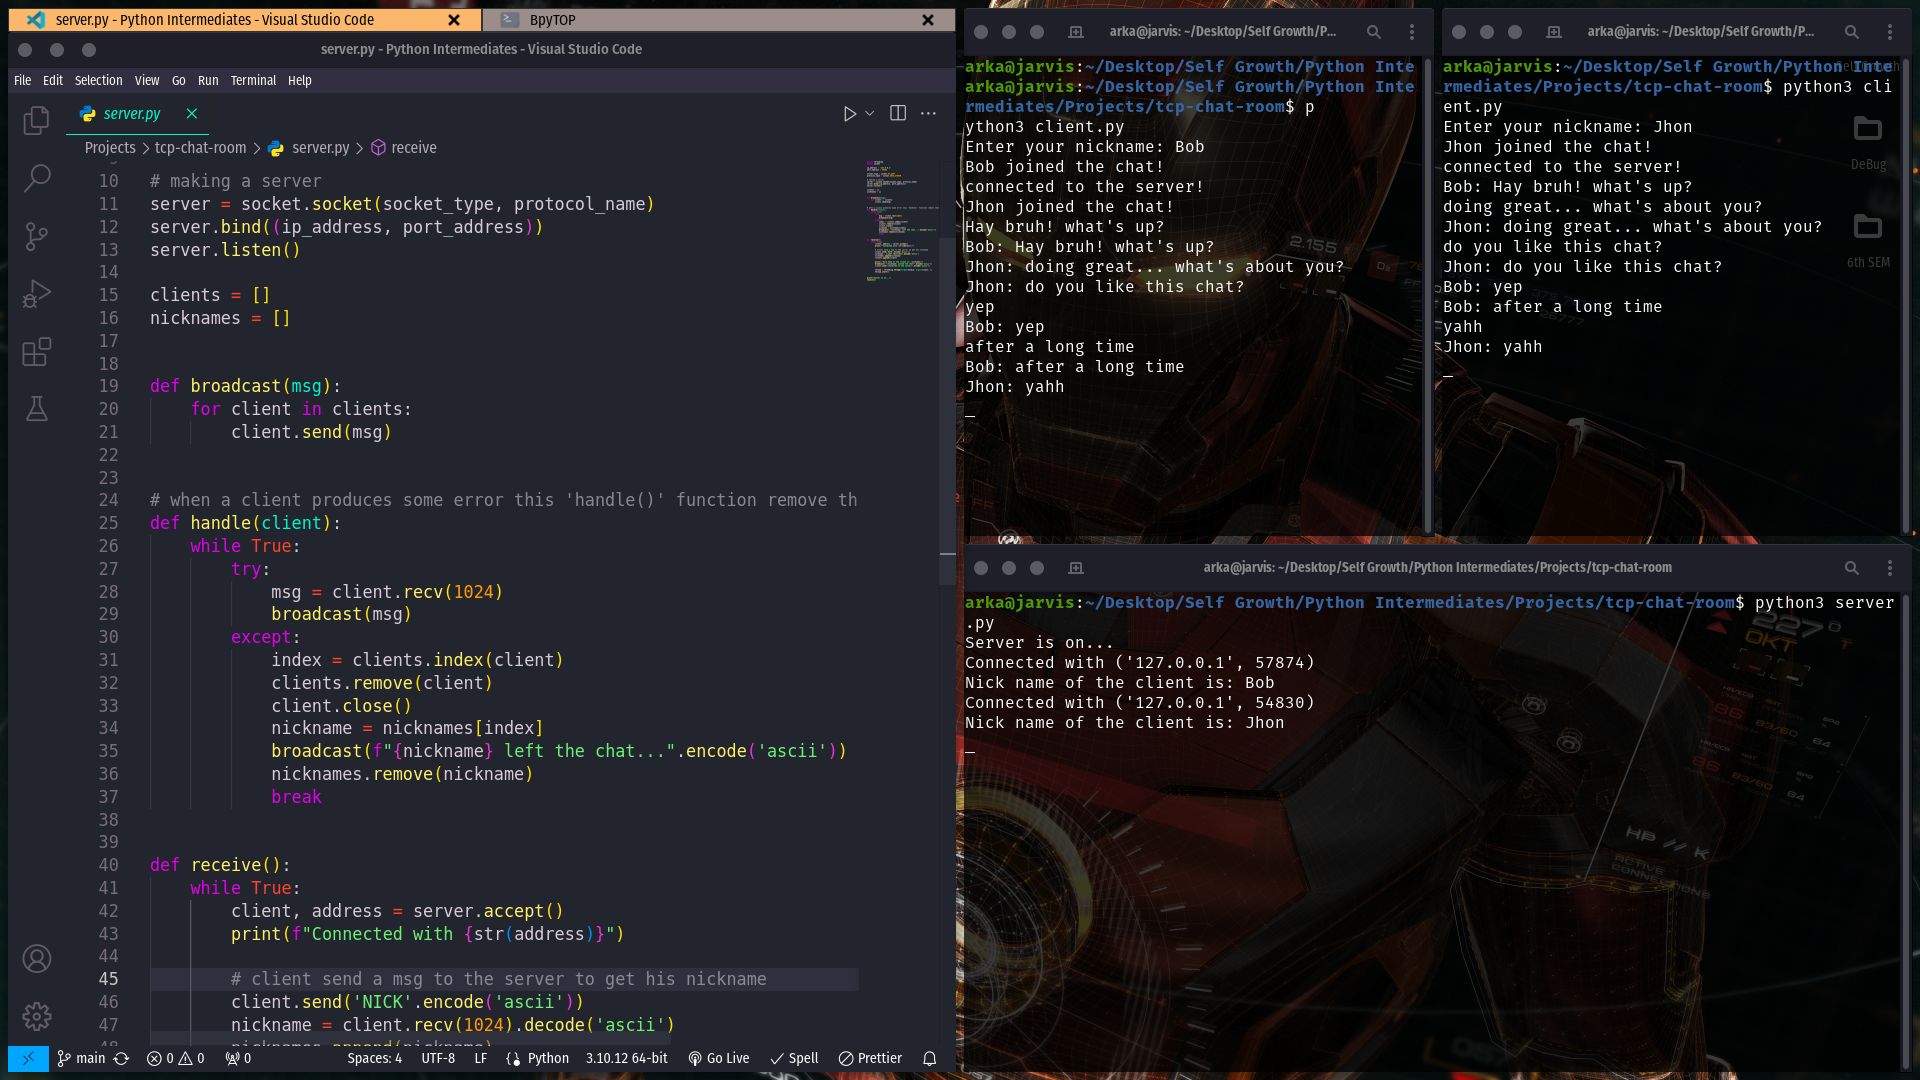 server.py - Python Intermediates - Visual Studio Code
BpyTOP
server.py - Python Intermediates - Visual Studio Code
File Edit Selection View Go Run Terminal Help
server.py
Projects > tcp-chat-room > server.py > receive
10 # making a server
11 server = socket.socket(socket_type, protocol_name)
12 server.bind((ip_address, port_address))
13 server.listen()
14
15 clients = []
16 nicknames = []
17
18
19 def broadcast(msg):
20 for client in clients:
21 client.send(msg)
22
23
24 # when a client produces some error this 'handle()' function remove th
25 def handle(client):
26 while True:
27 try:
28 msg = client.recv(1024)
29 broadcast(msg)
30 except:
31 index = clients.index(client)
32 clients.remove(client)
33 client.close()
34 nickname = nicknames[index]
35 broadcast(f"{nickname} left the chat...".encode('ascii'))
36 nicknames.remove(nickname)
37 break
38
39
40 def receive():
41 while True:
42 client, address = server.accept()
43 print(f"Connected with {str(address)}")
44
45 # client send a msg to the server to get his nickname
46 client.send('NICK'.encode('ascii'))
47 nickname = client.recv(1024).decode('ascii')
main 0 0 0 Spaces: 4 UTF-8 LF Python 3.10.12 64-bit Go Live Spell Prettier
arka@jarvis: ~/Desktop/Self Growth/P...
arka@jarvis:~/Desktop/Self Growth/Python Inte
arka@jarvis:~/Desktop/Self Growth/Python Inte
rmediates/Projects/tcp-chat-room$ p
ython3 client.py
Enter your nickname: Bob
Bob joined the chat!
connected to the server!
Jhon joined the chat!
Hay bruh! what's up?
Bob: Hay bruh! what's up?
Jhon: doing great... what's about you?
Jhon: do you like this chat?
yep
Bob: yep
after a long time
Bob: after a long time
Jhon: yahh
2.155
arka@jarvis: ~/Desktop/Self Growth/P...
arka@jarvis:~/Desktop/Self Growth/Python Inte
rmediates/Projects/tcp-chat-room$ python3 cli
ent.py
Enter your nickname: Jhon
Jhon joined the chat!
connected to the server!
Bob: Hay bruh! what's up?
doing great... what's about you?
Jhon: doing great... what's about you?
do you like this chat?
Jhon: do you like this chat?
Bob: yep
Bob: after a long time
yahh
Jhon: yahh
DeBug
6th SEM
arka@jarvis: ~/Desktop/Self Growth/Python Intermediates/Projects/tcp-chat-room
arka@jarvis:~/Desktop/Self Growth/Python Intermediates/Projects/tcp-chat-room$ python3 server
.py
Server is on...
Connected with ('127.0.0.1', 57874)
Nick name of the client is: Bob
Connected with ('127.0.0.1', 54830)
Nick name of the client is: Jhon
227
OKT
86 83/60 84
86 83/60 84
HP // K
ACTIVE
CONNECTIONS